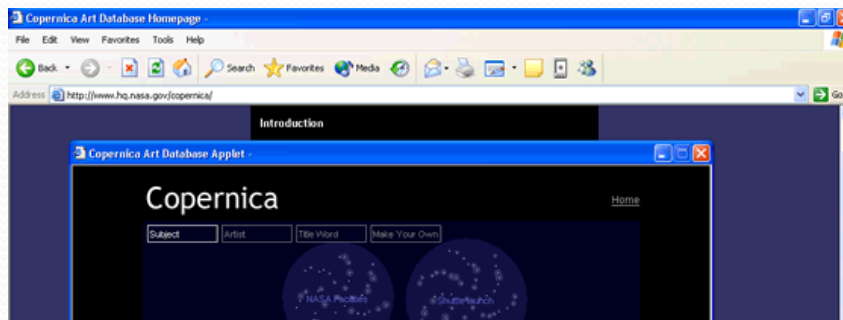 Copernica Art Database Homepage -
File Edit View Favorites Tools Help
Back Search Favorites Media
Address http://www.hq.nasa.gov/copernica/ Go
Introduction
Copernica Art Database Applet -
Copernica
Home
Subject Artist Title Word Make Your Own
NASA Facilities Shuttle launch